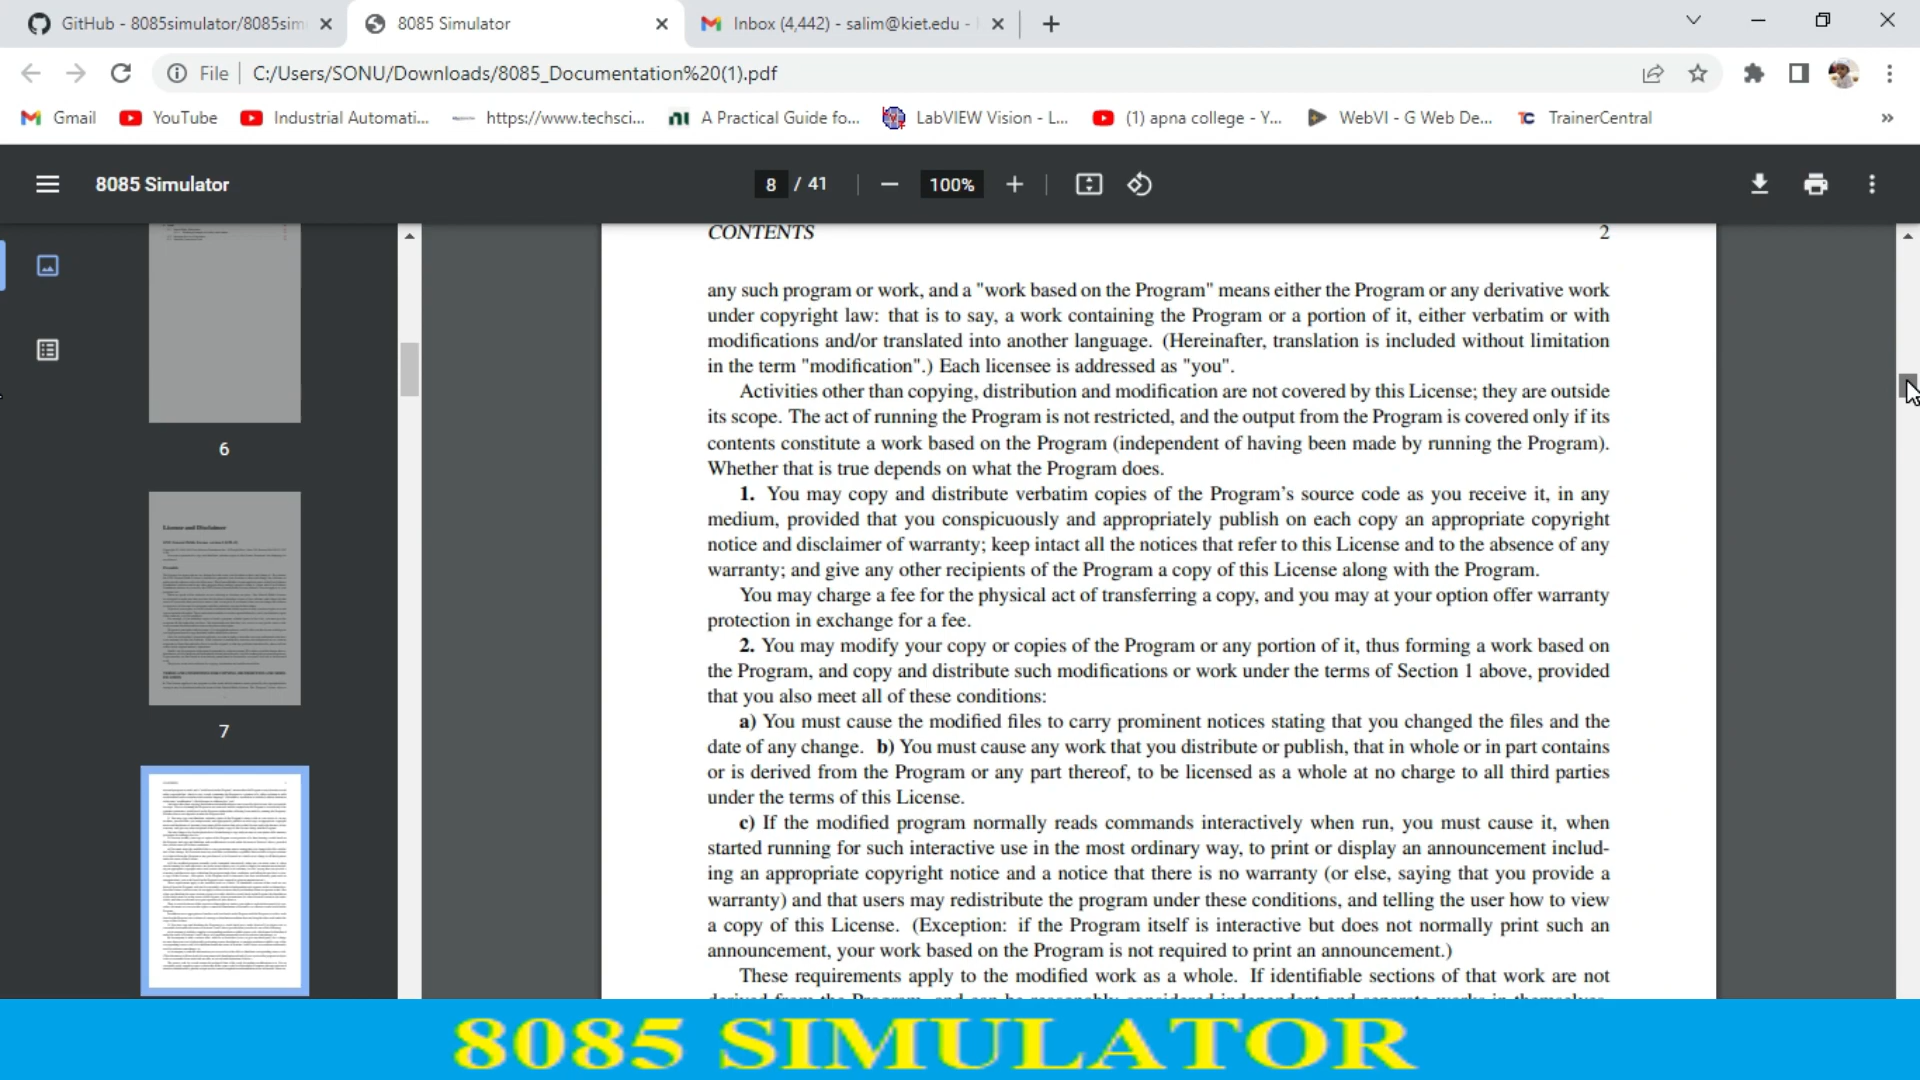 GitHub - 8085simulator/8085sim
8085 Simulator
Inbox (4,442) - salim@kiet.edu -
File
C:/Users/SONU/Downloads/8085_Documentation%20(1).pdf
Gmail
YouTube
Industrial Automati...
https://www.techsci...
A Practical Guide fo...
LabVIEW Vision - L...
(1) apna college - Y...
WebVI - G Web De...
TrainerCentral
»
8085 Simulator
8 / 41
100%
6
License and Disclaimer
7
CONTENTS 2
any such program or work, and a "work based on the Program" means either the Program or any derivative work
under copyright law: that is to say, a work containing the Program or a portion of it, either verbatim or with
modifications and/or translated into another language. (Hereinafter, translation is included without limitation
in the term "modification".) Each licensee is addressed as "you".
Activities other than copying, distribution and modification are not covered by this License; they are outside
its scope. The act of running the Program is not restricted, and the output from the Program is covered only if its
contents constitute a work based on the Program (independent of having been made by running the Program).
Whether that is true depends on what the Program does.
1. You may copy and distribute verbatim copies of the Program's source code as you receive it, in any
medium, provided that you conspicuously and appropriately publish on each copy an appropriate copyright
notice and disclaimer of warranty; keep intact all the notices that refer to this License and to the absence of any
warranty; and give any other recipients of the Program a copy of this License along with the Program.
You may charge a fee for the physical act of transferring a copy, and you may at your option offer warranty
protection in exchange for a fee.
2. You may modify your copy or copies of the Program or any portion of it, thus forming a work based on
the Program, and copy and distribute such modifications or work under the terms of Section 1 above, provided
that you also meet all of these conditions:
a) You must cause the modified files to carry prominent notices stating that you changed the files and the
date of any change. b) You must cause any work that you distribute or publish, that in whole or in part contains
or is derived from the Program or any part thereof, to be licensed as a whole at no charge to all third parties
under the terms of this License.
c) If the modified program normally reads commands interactively when run, you must cause it, when
started running for such interactive use in the most ordinary way, to print or display an announcement includ-
ing an appropriate copyright notice and a notice that there is no warranty (or else, saying that you provide a
warranty) and that users may redistribute the program under these conditions, and telling the user how to view
a copy of this License. (Exception: if the Program itself is interactive but does not normally print such an
announcement, your work based on the Program is not required to print an announcement.)
These requirements apply to the modified work as a whole. If identifiable sections of that work are not
8085 SIMULATOR